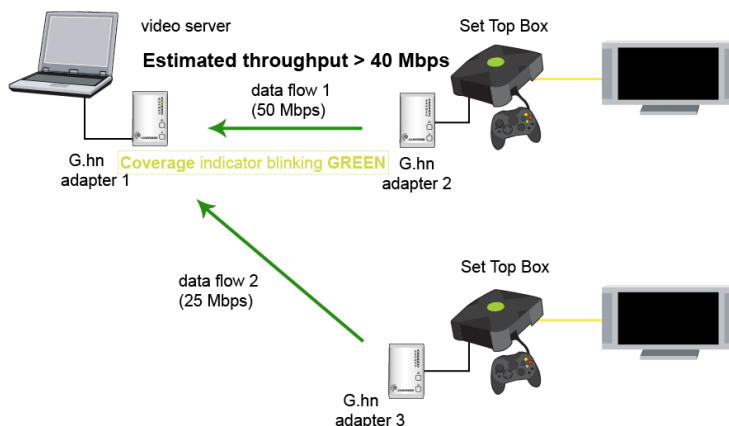 video server
Set Top Box
Estimated throughput > 40 Mbps
data flow 1
(50 Mbps)
G.hn
adapter 1
Coverage indicator blinking GREEN
G.hn
adapter 2
data flow 2
(25 Mbps)
Set Top Box
G.hn
adapter 3